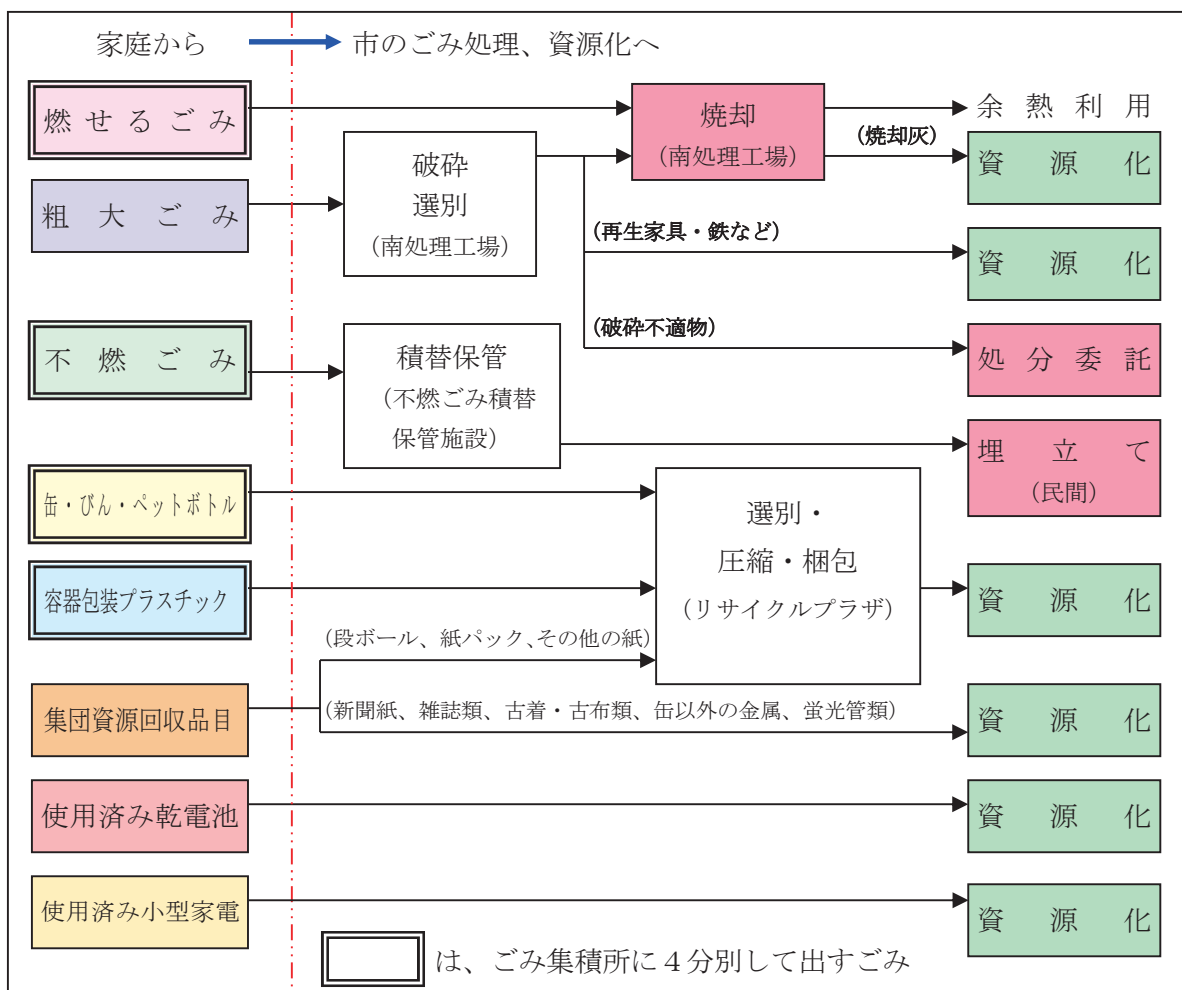 家庭から
市のごみ処理、資源化へ
燃せるごみ
焼却
(南処理工場)
余熱利用
(焼却灰)
資源化
粗大ごみ
破砕
選別
(南処理工場)
(再生家具・鉄など)
資源化
(破砕不適物)
処分委託
不燃ごみ
積替保管
(不燃ごみ積替
保管施設)
埋立て
(民間)
缶・びん・ペットボトル
選別・
圧縮・梱包
(リサイクルプラザ)
容器包装プラスチック
資源化
(段ボール、紙パック、その他の紙)
集団資源回収品目
(新聞紙、雑誌類、古着・古布類、缶以外の金属、蛍光管類)
資源化
使用済み乾電池
資源化
使用済み小型家電
資源化
は、ごみ集積所に4分別して出すごみ